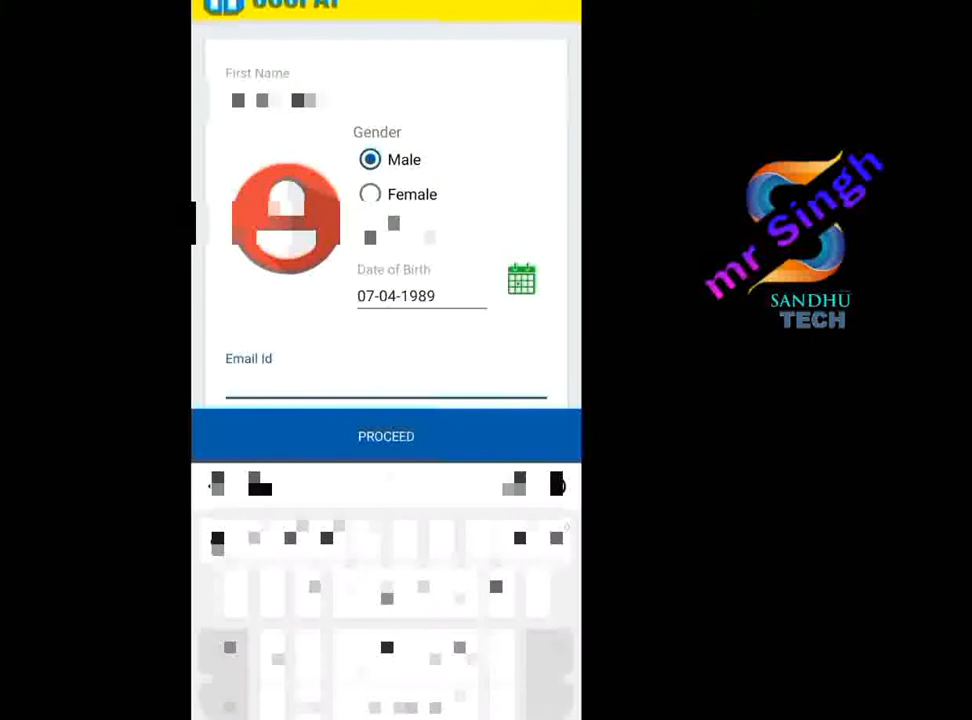 First Name
Gender
Male
Female
Date of Birth
07-04-1989
Email Id
PROCEED
mr Singh
SANDHU
TECH